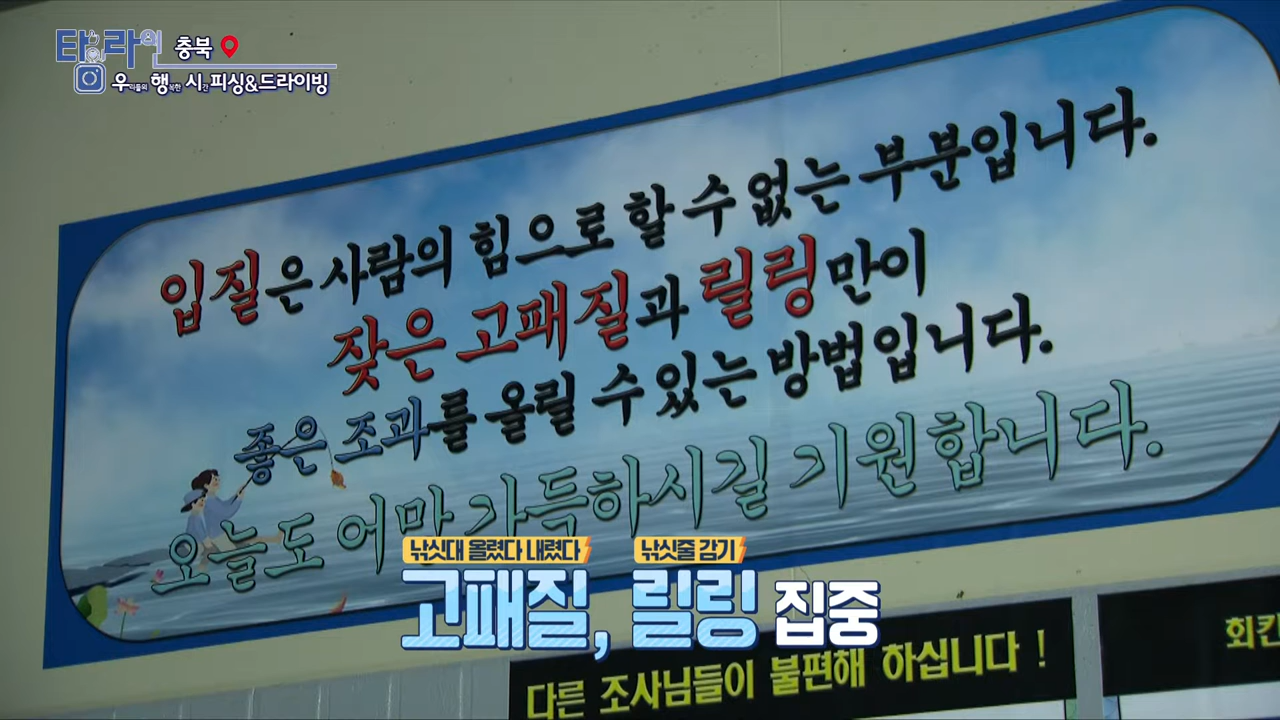 타라의 충북
우리들의 행복한 시간 피싱&드라이빙
입질은 사람의 힘으로 할 수 없는 부분입니다.
잦은 고패질과 릴링만이
좋은 조과를 올릴 수 있는 방법입니다.
오늘도 어망 가득하시길 기원합니다.
낚싯대 올렸다 내렸다 낚싯줄 감기
고패질, 릴링 집중
다른 조사님들이 불편해 하십니다 !